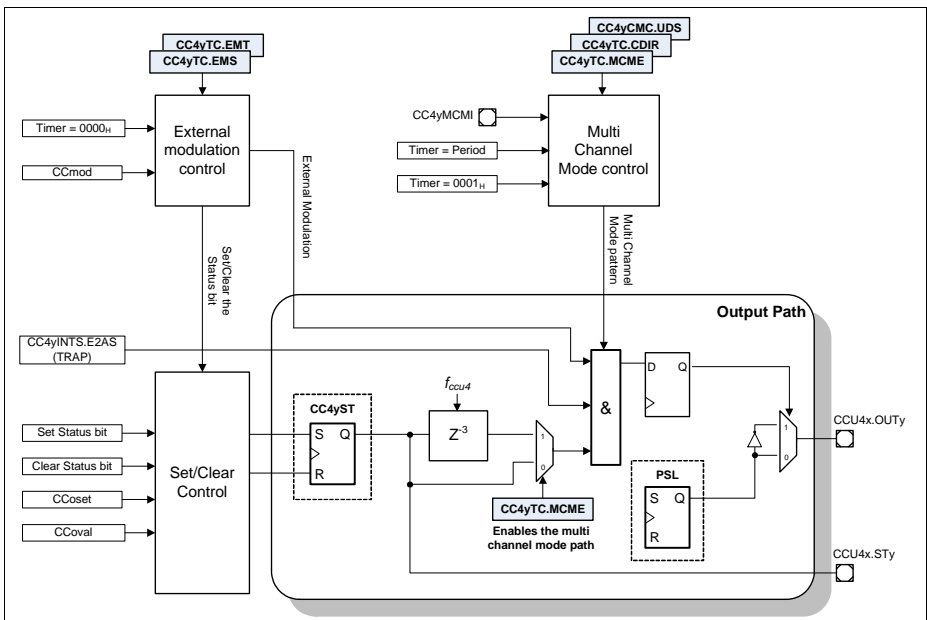 CC4yTC.EMT
CC4yTC.EMS
CC4yCMC.UDS
CC4yTC.CDIR
CC4yTC.MCME
Timer = 0000H
CCmod
External
modulation
control
CC4yMCMI
Timer = Period
Timer = 0001H
Multi
Channel
Mode control
External Modulation
Set/Clear the
Status bit
Multi Channel
Mode pattern
Output Path
CC4yINTS.E2AS
(TRAP)
Set Status bit
Clear Status bit
CCoset
CCoval
Set/Clear
Control
CC4yST
S Q
R
fccu4
Z-3
1
0
CC4yTC.MCME
Enables the multi
channel mode path
&
D Q
PSL
S Q
R
1
0
CCU4x.OUTy
CCU4x.STy